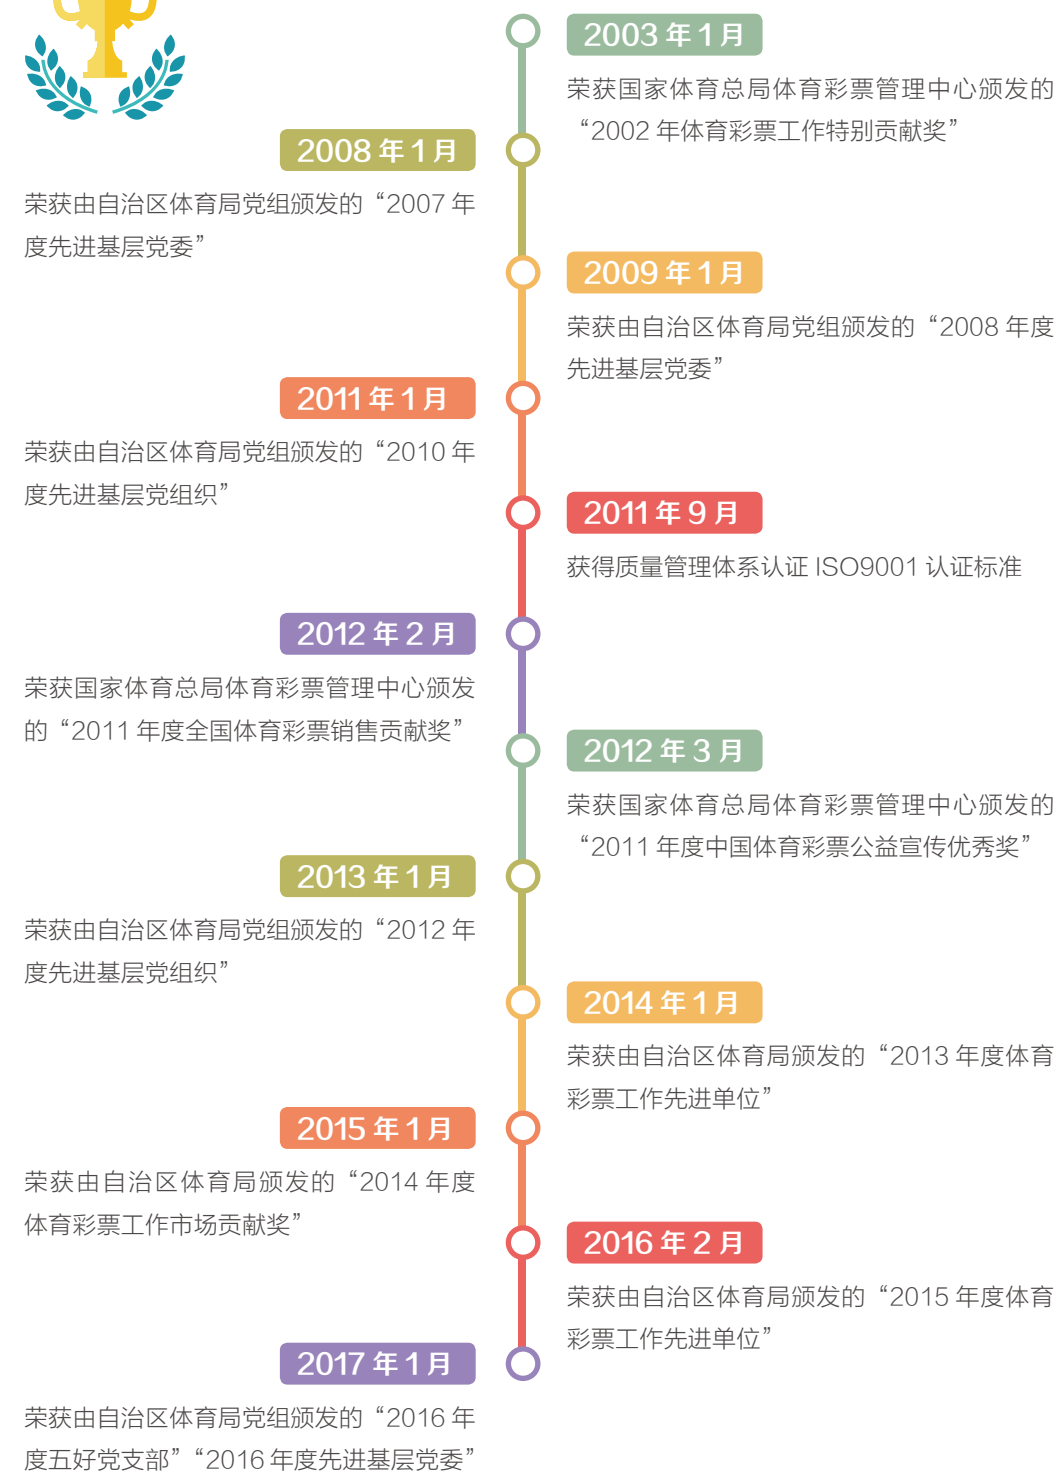 2003 年 1 月
荣获国家体育总局体育彩票管理中心颁发的
“2002 年体育彩票工作特别贡献奖”
2008 年 1 月
荣获由自治区体育局党组颁发的“2007 年
度先进基层党委”
2009 年 1 月
荣获由自治区体育局党组颁发的“2008 年度
先进基层党委”
2011 年 1 月
荣获由自治区体育局党组颁发的“2010 年
度先进基层党组织”
2011 年 9 月
获得质量管理体系认证 ISO9001 认证标准
2012 年 2 月
荣获国家体育总局体育彩票管理中心颁发
的“2011 年度全国体育彩票销售贡献奖”
2012 年 3 月
荣获国家体育总局体育彩票管理中心颁发的
“2011 年度中国体育彩票公益宣传优秀奖”
2013 年 1 月
荣获由自治区体育局党组颁发的“2012 年
度先进基层党组织”
2014 年 1 月
荣获由自治区体育局颁发的“2013 年度体育
彩票工作先进单位”
2015 年 1 月
荣获由自治区体育局颁发的“2014 年度
体育彩票工作市场贡献奖”
2016 年 2 月
荣获由自治区体育局颁发的“2015 年度体育
彩票工作先进单位”
2017 年 1 月
荣获由自治区体育局党组颁发的“2016 年
度五好党支部”“2016 年度先进基层党委”